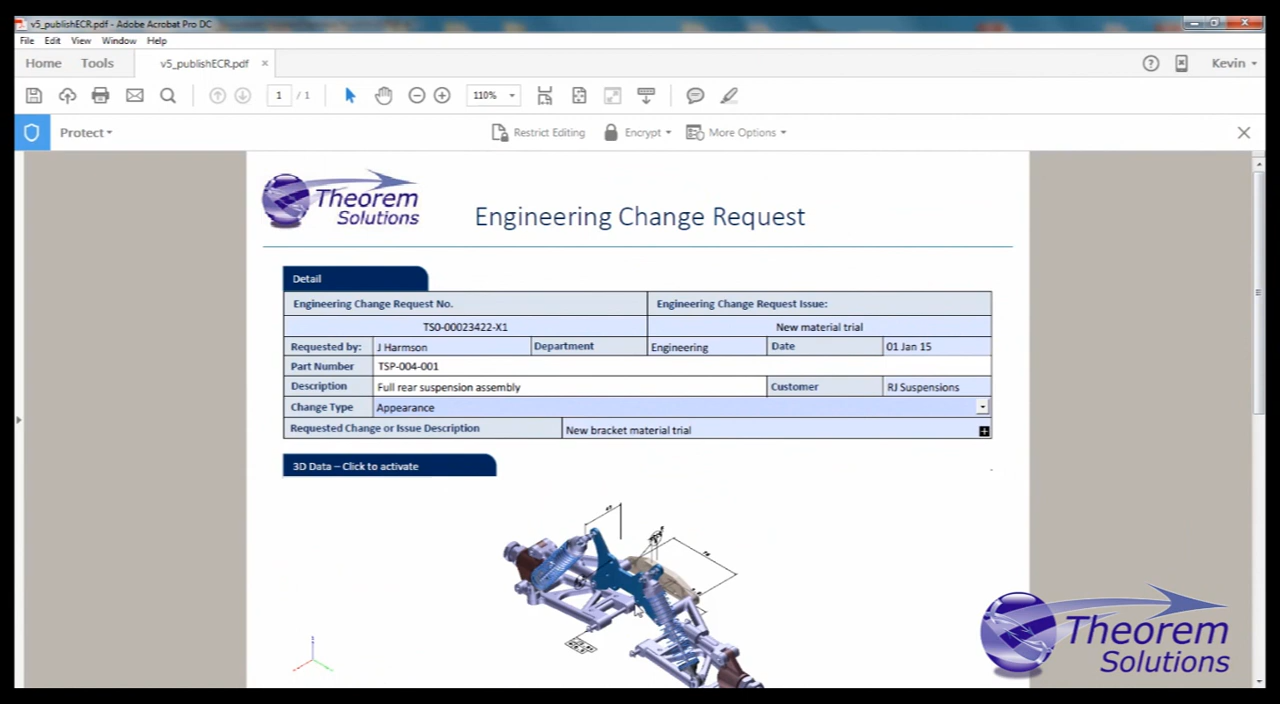 v5_publishECR.pdf - Adobe Acrobat Pro DC
File Edit View Window Help
Home Tools v5_publishECR.pdf × Kevin
1 / 1 110%
Protect Restrict Editing Encrypt More Options
Theorem
Solutions
Engineering Change Request
Detail
Engineering Change Request No. Engineering Change Request Issue:
TS0-00023422-X1 New material trial
Requested by: J Harmson Department Engineering Date 01 Jan 15
Part Number TSP-004-001
Description Full rear suspension assembly Customer RJ Suspensions
Change Type Appearance
Requested Change or Issue Description New bracket material trial
3D Data – Click to activate
Theorem
Solutions